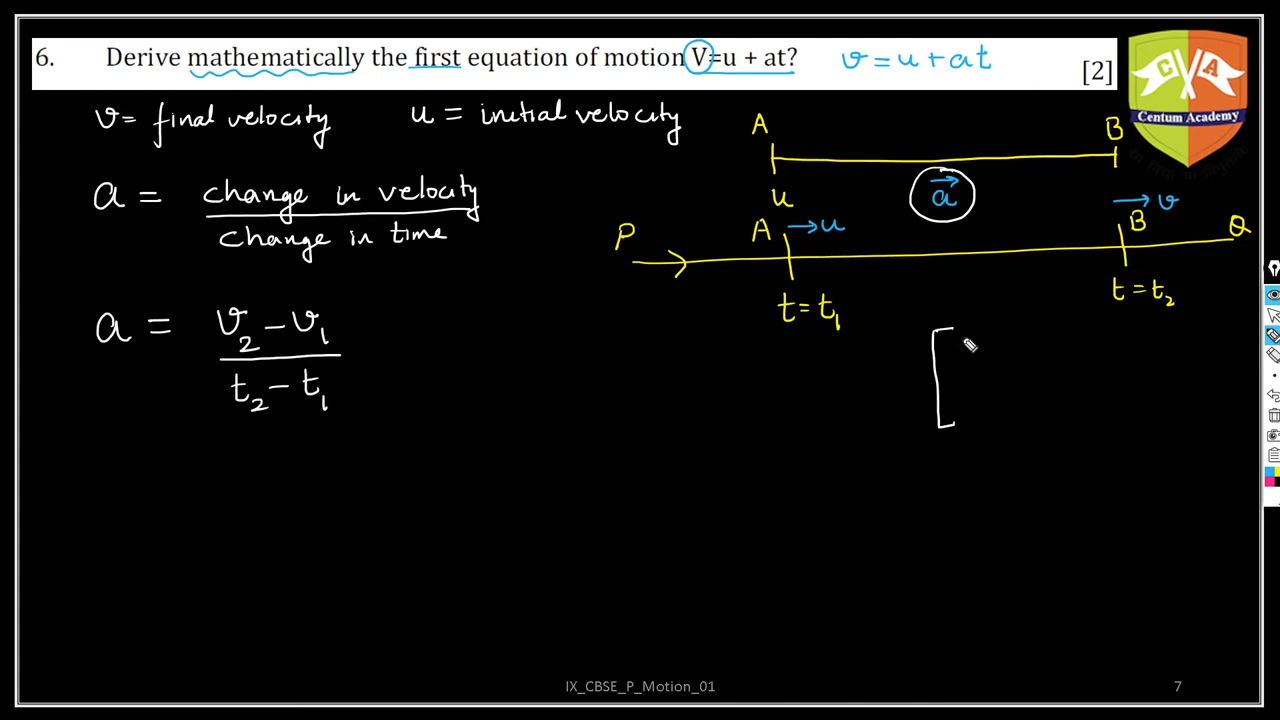 6. Derive mathematically the first equation of motion V=u + at? v = u + at [2]
C A
Centum Academy
v = final velocity u = initial velocity
A B
a = change in velocity / change in time
u a v
P A u B Q
t = t₁ t = t₂
a = v₂ − v₁ / t₂ − t₁
IX_CBSE_P_Motion_01 7